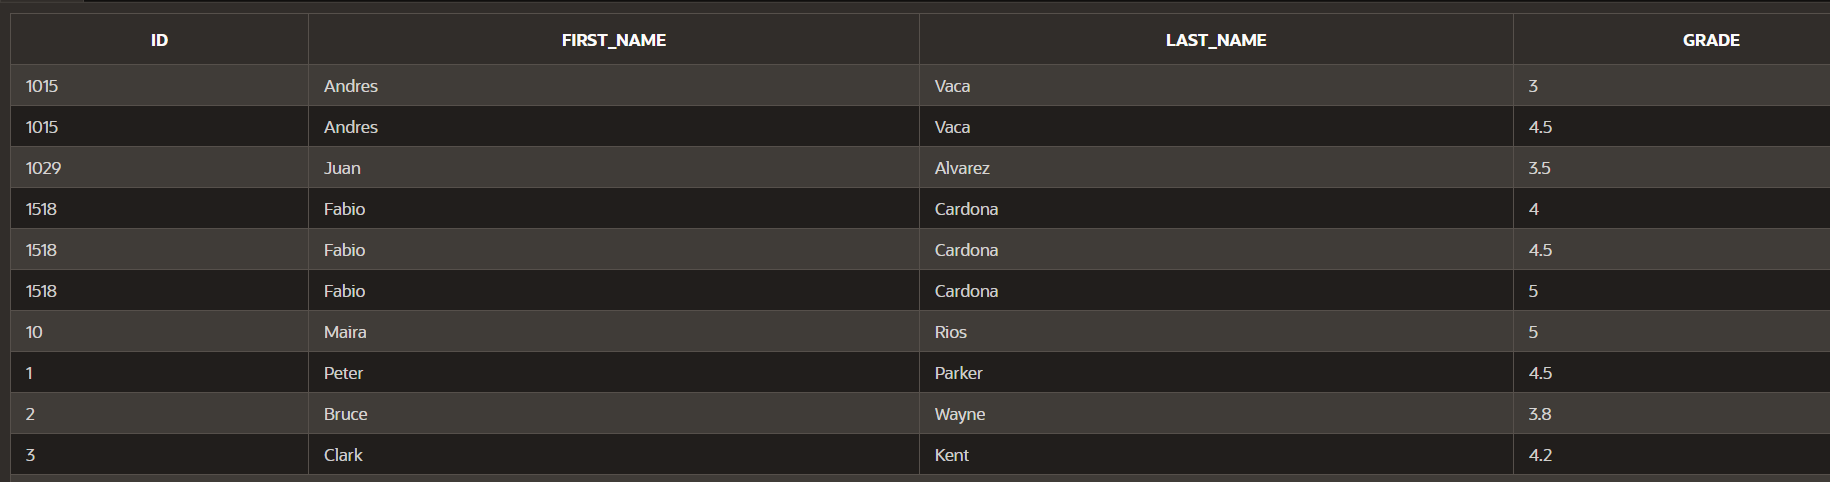 ID FIRST_NAME LAST_NAME GRADE
1015 Andres Vaca 3
1015 Andres Vaca 4.5
1029 Juan Alvarez 3.5
1518 Fabio Cardona 4
1518 Fabio Cardona 4.5
1518 Fabio Cardona 5
10 Maira Rios 5
1 Peter Parker 4.5
2 Bruce Wayne 3.8
3 Clark Kent 4.2